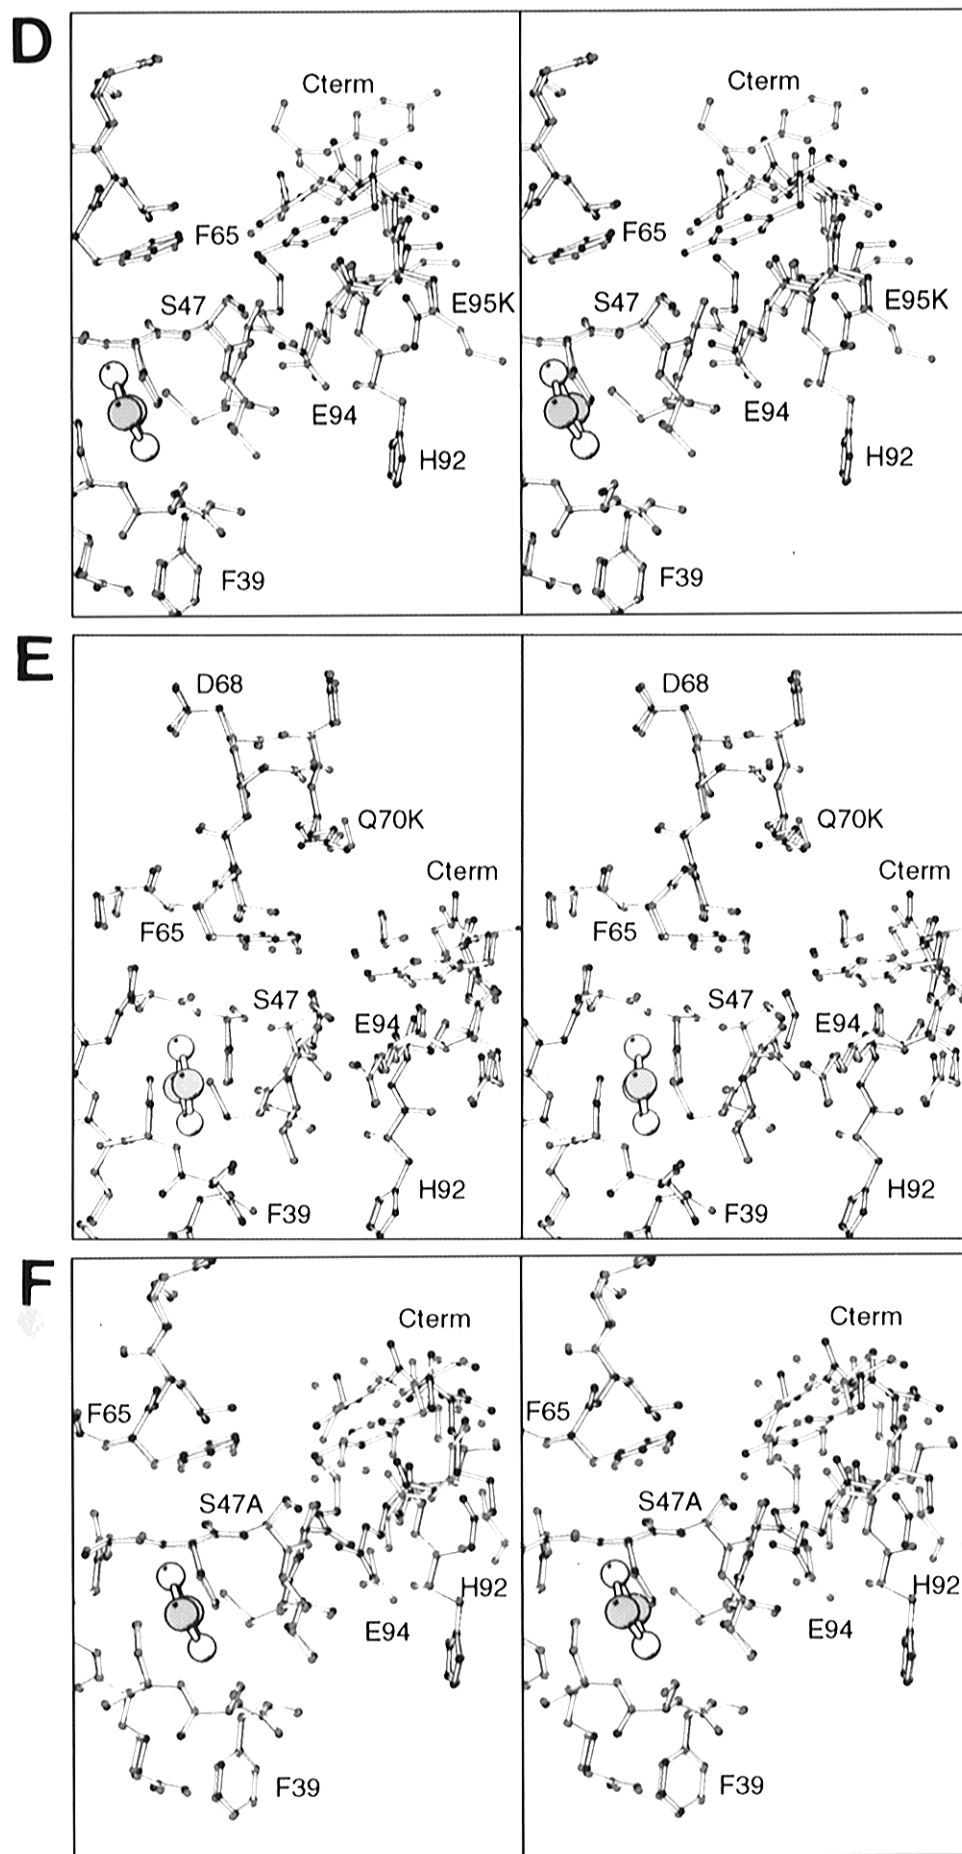 D
Cterm Cterm
F65 F65
S47 E95K S47 E95K
E94 E94
H92 H92
F39 F39
E
D68 D68
Q70K Q70K
Cterm Cterm
F65 F65
S47 S47
E94 E94
H92 H92
F39 F39
F
Cterm Cterm
F65 F65
S47A S47A
H92 H92
E94 E94
F39 F39